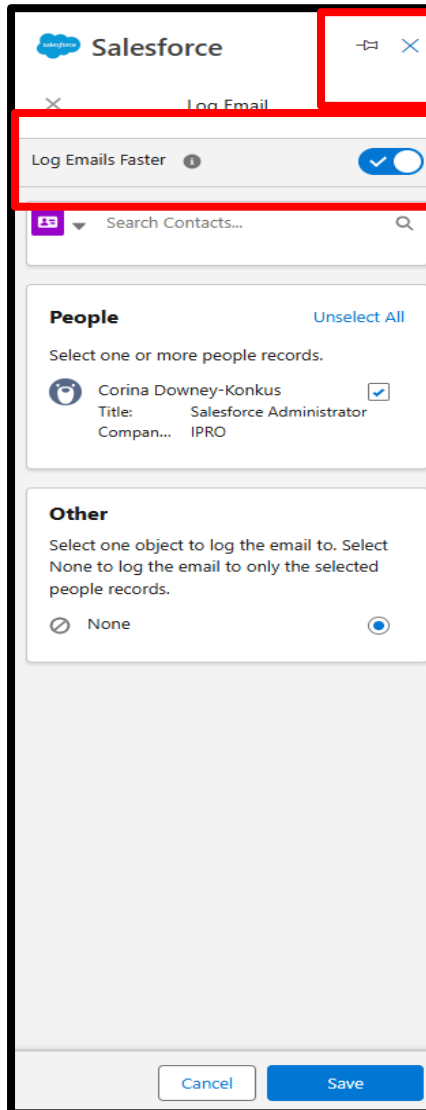 salesforce
Salesforce
Log Email
Log Emails Faster
Search Contacts...
People
Unselect All
Select one or more people records.
Corina Downey-Konkus
Title: Salesforce Administrator
Compan... IPRO
Other
Select one object to log the email to. Select
None to log the email to only the selected
people records.
None
Cancel
Save